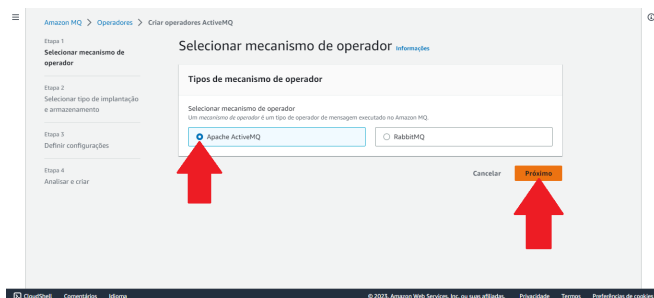 Amazon MQ > Operadores > Criar operadores ActiveMQ
Etapa 1
Selecionar mecanismo de
operador
Etapa 2
Selecionar tipo de implantação
e armazenamento
Etapa 3
Definir configurações
Etapa 4
Analisar e criar
Selecionar mecanismo de operador Informações
Tipos de mecanismo de operador
Selecionar mecanismo de operador
Um mecanismo de operador é um tipo de operador de mensagem executado no Amazon MQ.
Apache ActiveMQ
RabbitMQ
Cancelar Próximo
CloudShell Comentários Idioma © 2023, Amazon Web Services, Inc. ou suas afiliadas. Privacidade Termos Preferências de cookies